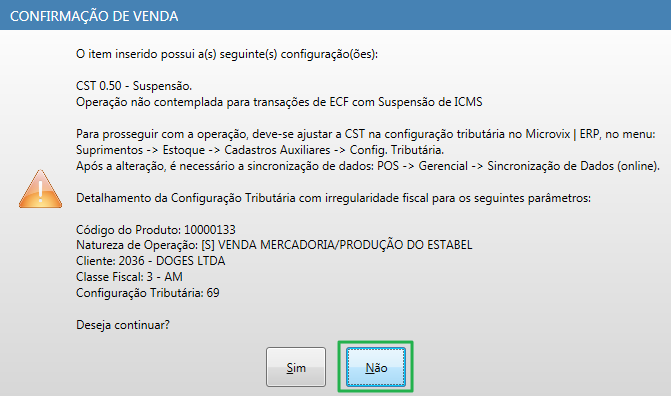 CONFIRMAÇÃO DE VENDA
O item inserido possui a(s) seguinte(s) configuração(ões):
CST 0.50 - Suspensão.
Operação não contemplada para transações de ECF com Suspensão de ICMS
Para prosseguir com a operação, deve-se ajustar a CST na configuração tributária no Microvix | ERP, no menu:
Suprimentos -> Estoque -> Cadastros Auxiliares -> Config. Tributária.
Após a alteração, é necessário a sincronização de dados: POS -> Gerencial -> Sincronização de Dados (online).
Detalhamento da Configuração Tributária com irregularidade fiscal para os seguintes parâmetros:
Código do Produto: 10000133
Natureza de Operação: [S] VENDA MERCADORIA/PRODUÇÃO DO ESTABEL
Cliente: 2036 - DOGES LTDA
Classe Fiscal: 3 - AM
Configuração Tributária: 69
Deseja continuar?
Sim
Não